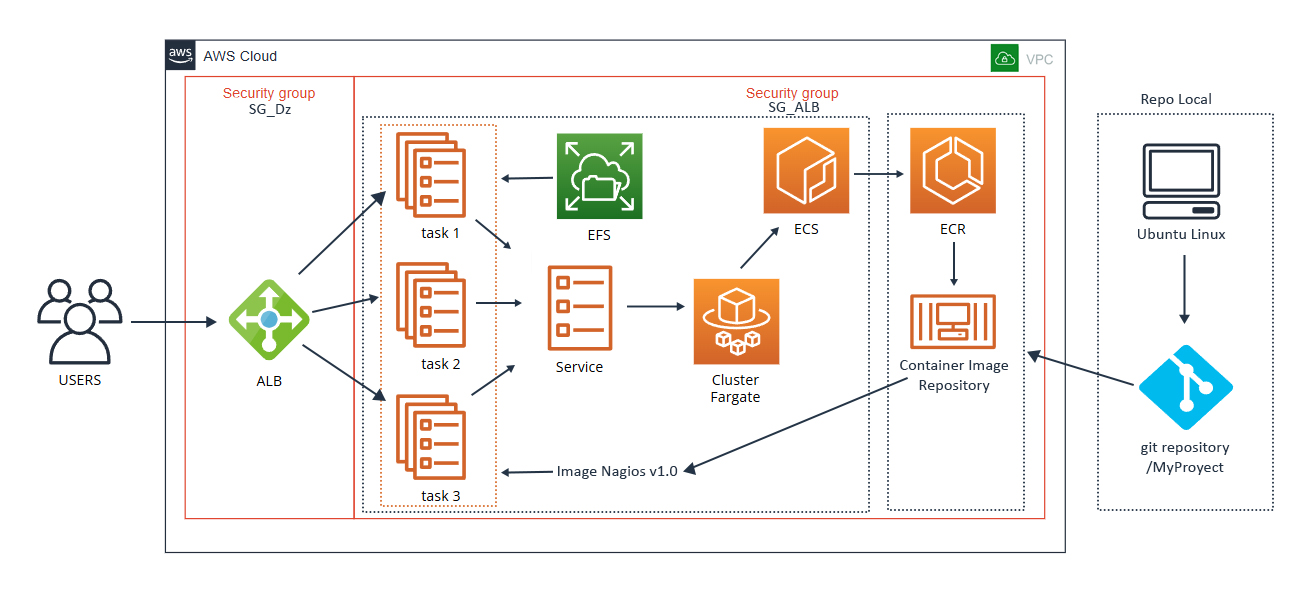 aws
AWS Cloud
VPC
Security group
SG_Dz
Security group
SG_ALB
Repo Local
task 1
EFS
ECS
ECR
Ubuntu Linux
USERS
ALB
task 2
Service
Cluster
Fargate
Container Image
Repository
git repository
/MyProyect
Image Nagios v1.0
task 3